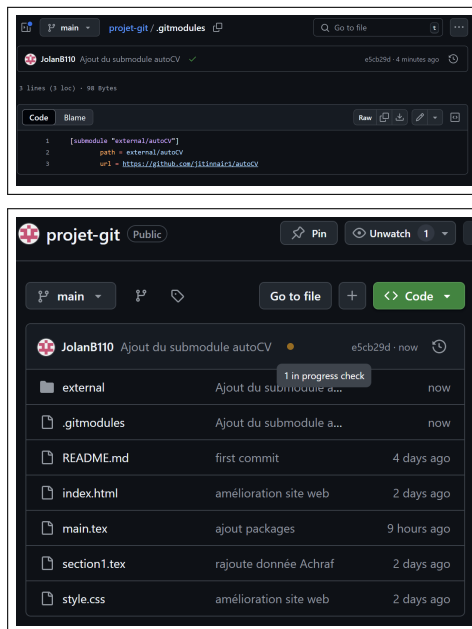 main projet-git / .gitmodules Go to file t
JolanB110 Ajout du submodule autoCV e5cb29d · 4 minutes ago
3 lines (3 loc) · 98 Bytes
Code Blame Raw
1 [submodule "external/autoCV"]
2 path = external/autoCV
3 url = https://github.com/jitinnair1/autoCV
projet-git Public Pin Unwatch 1
main Go to file Code
JolanB110 Ajout du submodule autoCV e5cb29d · now
1 in progress check
external Ajout du submodule a... now
.gitmodules Ajout du submodule a... now
README.md first commit 4 days ago
index.html amélioration site web 2 days ago
main.tex ajout packages 9 hours ago
section1.tex rajoute donnée Achraf 2 days ago
style.css amélioration site web 2 days ago